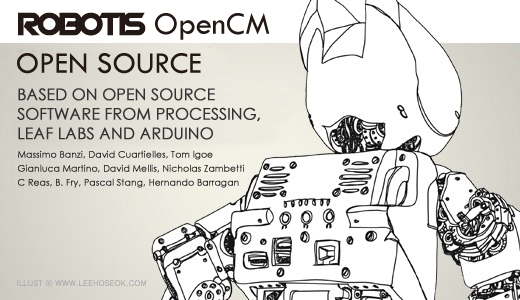 ROBOTIS OpenCM
OPEN SOURCE
BASED ON OPEN SOURCE
SOFTWARE FROM PROCESSING,
LEAF LABS AND ARDUINO
Massimo Banzi, David Cuartielles, Tom Igoe
Gianluca Martino, David Mellis, Nicholas Zambetti
C Reas, B. Fry, Pascal Stang, Hernando Barragan
ILLUST @ WWW.LEEHOSEOK.COM